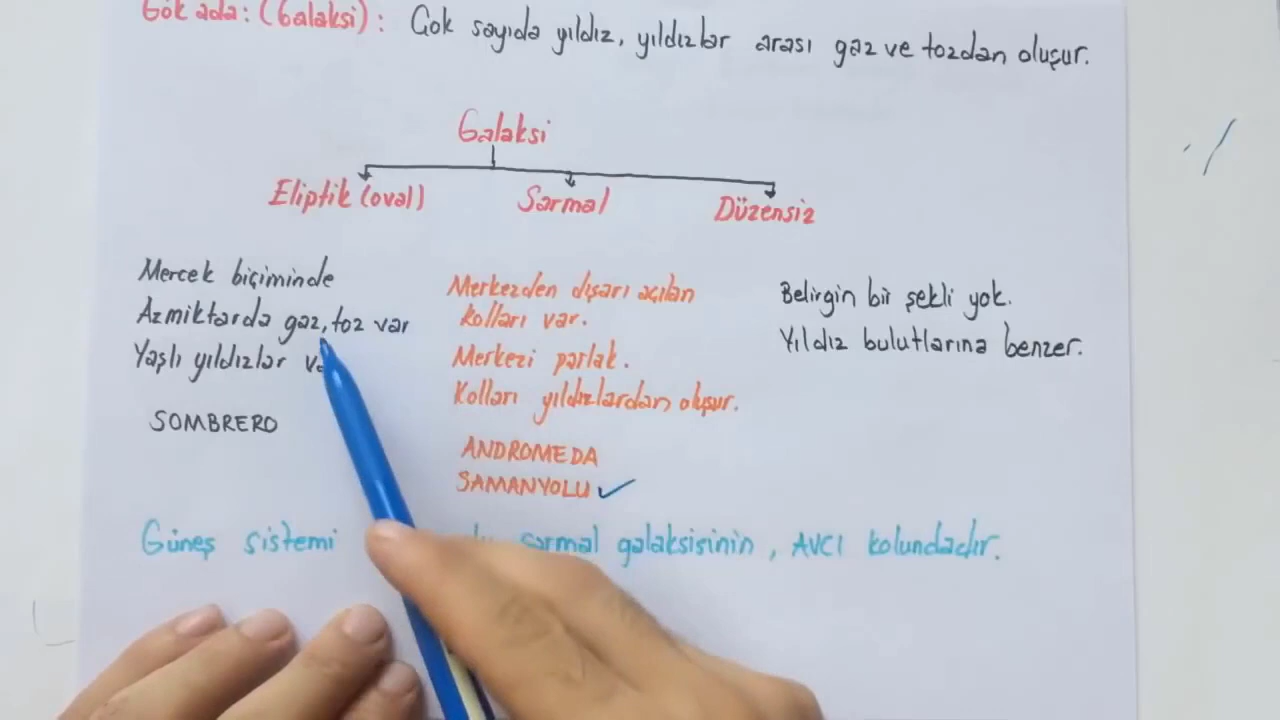 Gök ada: (Galaksi): Çok sayıda yıldız, yıldızlar arası gaz ve tozdan oluşur.
Galaksi
Eliptik (oval) Sarmal Düzensiz
Mercek biçiminde
Azmiktarda gaz, toz var
Yaşlı yıldızlar
SOMBRERO
Merkezden dışarı açılan
kolları var.
Merkezi parlak.
Kolları yıldızlardan oluşur.
ANDROMEDA
SAMANYOLU ✓
Belirgin bir şekli yok.
Yıldız bulutlarına benzer.
Güneş sistemi sarmal galaksisinin, AVCI kolundadır.